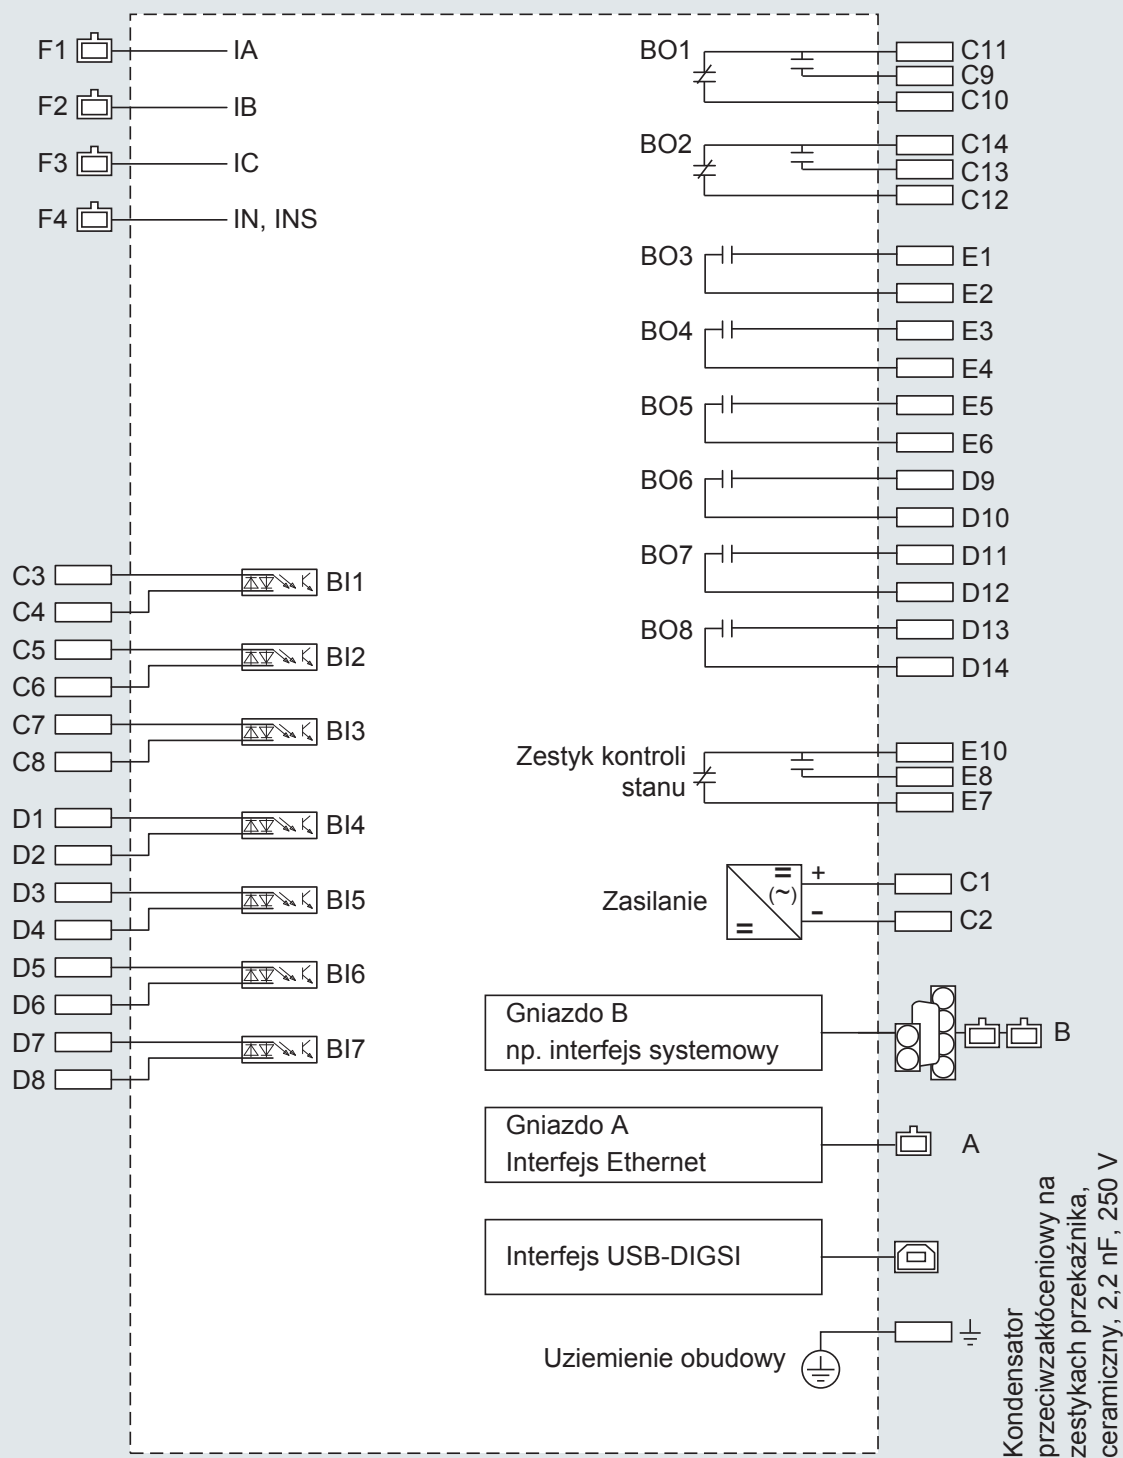 F1 IA
F2 IB
F3 IC
F4 IN, INS
BO1 C11
C9
C10
BO2 C14
C13
C12
BO3 E1
E2
BO4 E3
E4
BO5 E5
E6
BO6 D9
D10
BO7 D11
D12
BO8 D13
D14
C3 BI1
C4
C5 BI2
C6
C7 BI3
C8
D1 BI4
D2
D3 BI5
D4
D5 BI6
D6
D7 BI7
D8
Zestyk kontroli
stanu
E10
E8
E7
Zasilanie
= (~) =
+ C1
- C2
Gniazdo B
np. interfejs systemowy
B
Gniazdo A
Interfejs Ethernet
A
Interfejs USB-DIGSI
Uziemienie obudowy
Kondensator
przeciwzakłóceniowy na
zestykach przekaźnika,
ceramiczny, 2,2 nF, 250 V